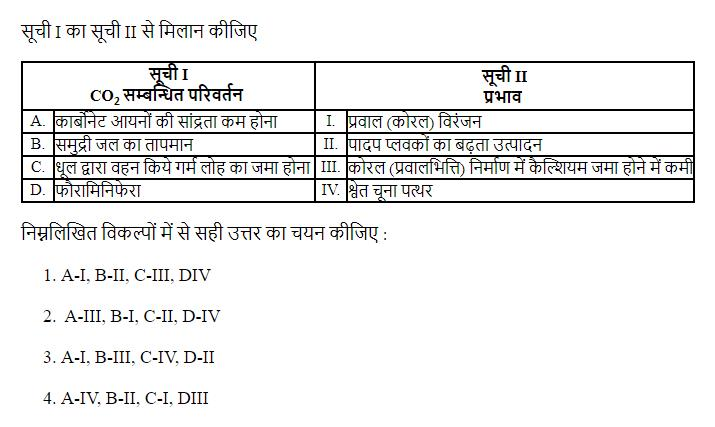 सूची I का सूची II से मिलान कीजिए
सूची I
CO₂ सम्बन्धित परिवर्तन
सूची II
प्रभाव
A. कार्बोनेट आयनों की सांद्रता कम होना I. प्रवाल (कोरल) विरंजन
B. समुद्री जल का तापमान II. पादप प्लवकों का बढ़ता उत्पादन
C. धूल द्वारा वहन किये गर्म लोह का जमा होना III. कोरल (प्रवालभित्ति) निर्माण में कैल्शियम जमा होने में कमी
D. फौरामिनिफेरा IV. श्वेत चूना पत्थर
निम्नलिखित विकल्पों में से सही उत्तर का चयन कीजिए :
1. A-I, B-II, C-III, DIV
2. A-III, B-I, C-II, D-IV
3. A-I, B-III, C-IV, D-II
4. A-IV, B-II, C-I, DIII